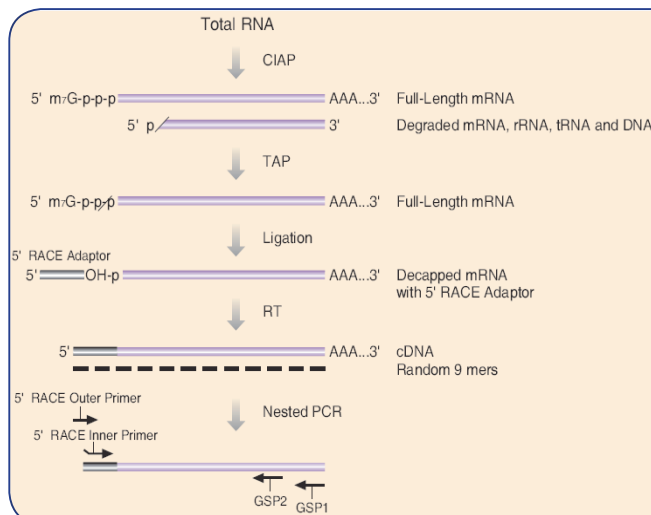 Total RNA
CIAP
5' m7G-p-p-p AAA...3' Full-Length mRNA
5' p 3' Degraded mRNA, rRNA, tRNA and DNA
TAP
5' m7G-p-p-p AAA...3' Full-Length mRNA
Ligation
5' RACE Adaptor
5' OH-p AAA...3' Decapped mRNA
with 5' RACE Adaptor
RT
5' AAA...3' cDNA
Random 9 mers
5' RACE Outer Primer
Nested PCR
5' RACE Inner Primer
GSP2
GSP1